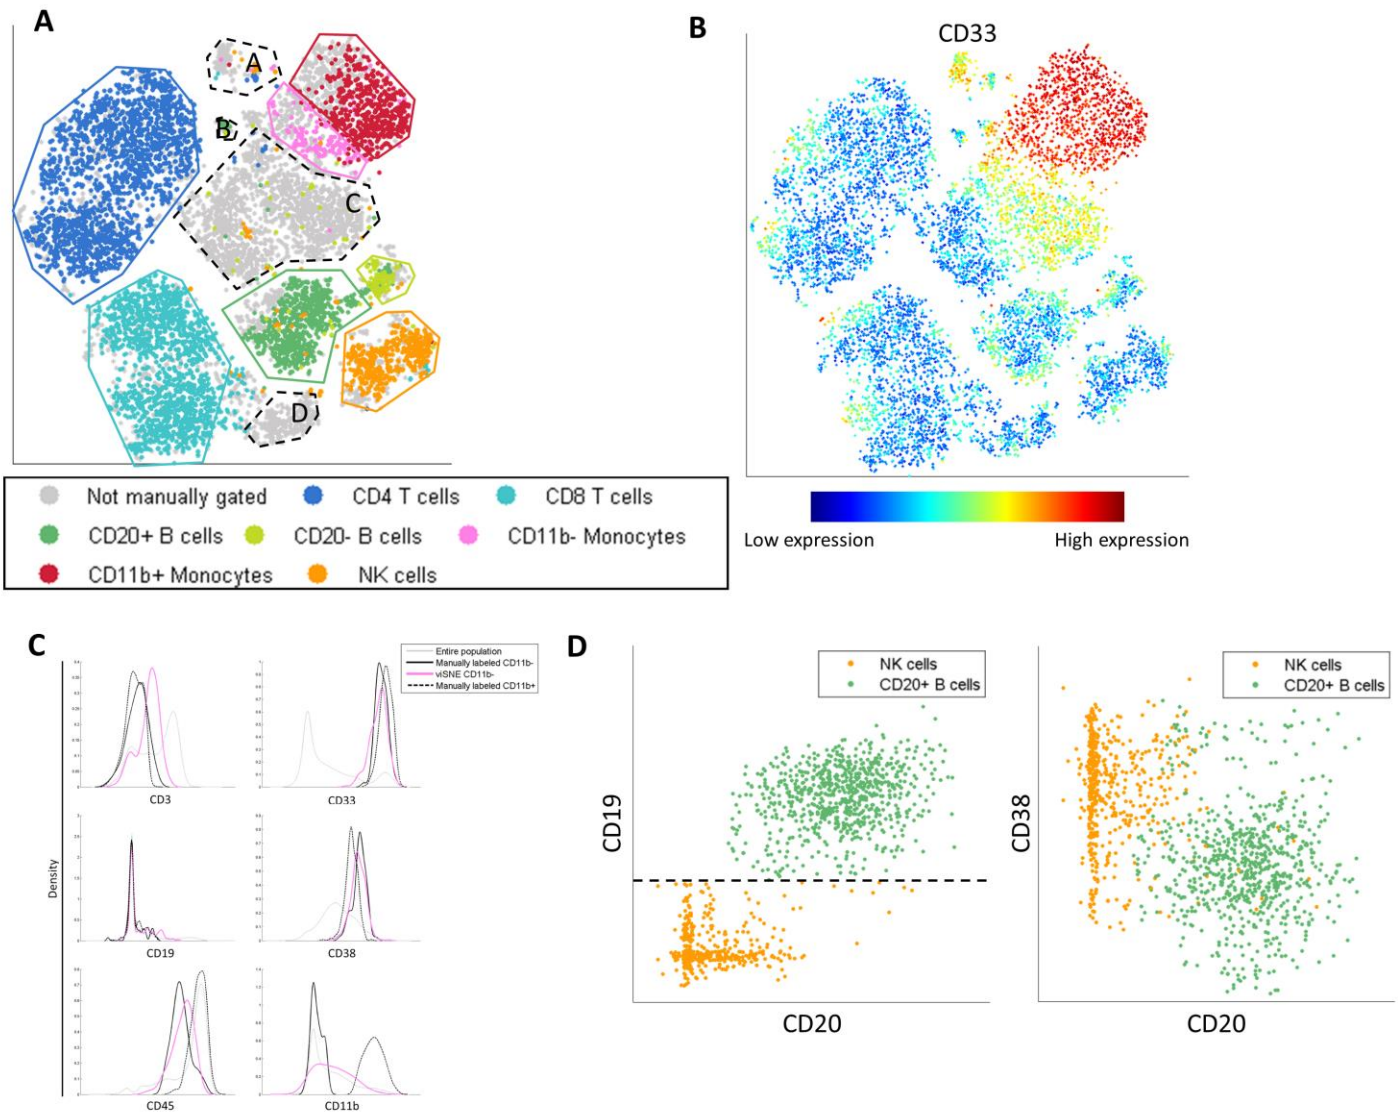 A
B
CD33
A
B
C
D
Low expression
High expression
Not manually gated
CD4 T cells
CD8 T cells
CD20+ B cells
CD20- B cells
CD11b- Monocytes
CD11b+ Monocytes
NK cells
C
Entire population
Manually labeled CD11b-
viSNE CD11b-
Manually labeled CD11b+
Density
CD3
CD33
CD19
CD38
CD45
CD11b
D
NK cells
CD20+ B cells
CD19
CD20
NK cells
CD20+ B cells
CD38
CD20